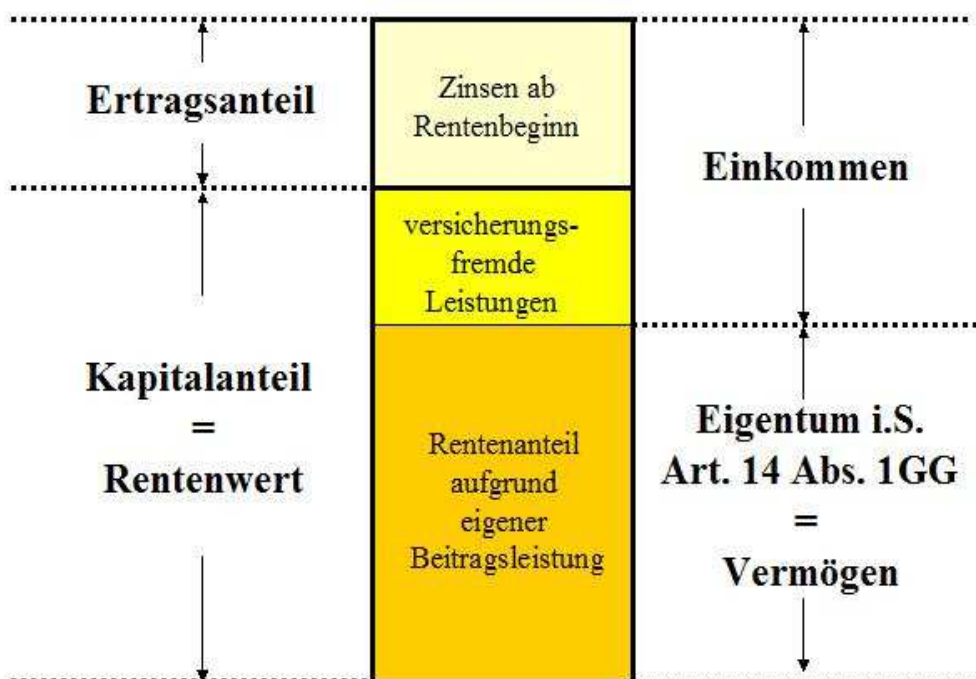 Ertragsanteil
Zinsen ab
Rentenbeginn
Einkommen
versicherungs-
fremde
Leistungen
Kapitalanteil
=
Rentenwert
Rentenanteil
aufgrund
eigener
Beitragsleistung
Eigentum i.S.
Art. 14 Abs. 1GG
=
Vermögen